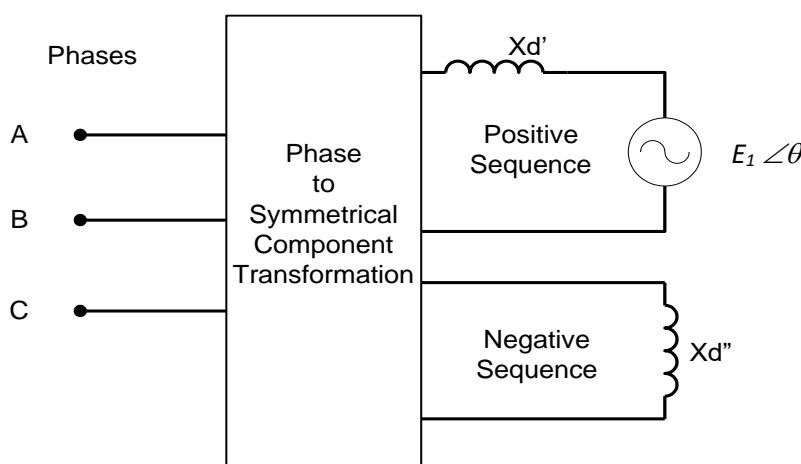 Phases
A
B
C
Phase
to
Symmetrical
Component
Transformation
Xd’
Positive
Sequence
E₁ ∠θ
Negative
Sequence
Xd”